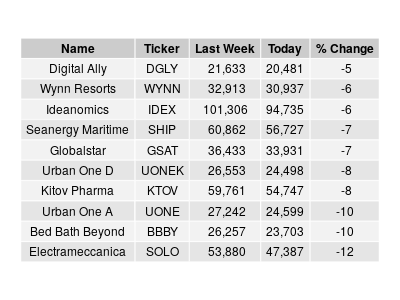 Name Ticker Last Week Today % Change
Digital Ally DGLY 21,633 20,481 -5
Wynn Resorts WYNN 32,913 30,937 -6
Ideanomics IDEX 101,306 94,735 -6
Seanergy Maritime SHIP 60,862 56,727 -7
Globalstar GSAT 36,433 33,931 -7
Urban One D UONEK 26,553 24,498 -8
Kitov Pharma KTOV 59,761 54,747 -8
Urban One A UONE 27,242 24,599 -10
Bed Bath Beyond BBBY 26,257 23,703 -10
Electrameccanica SOLO 53,880 47,387 -12